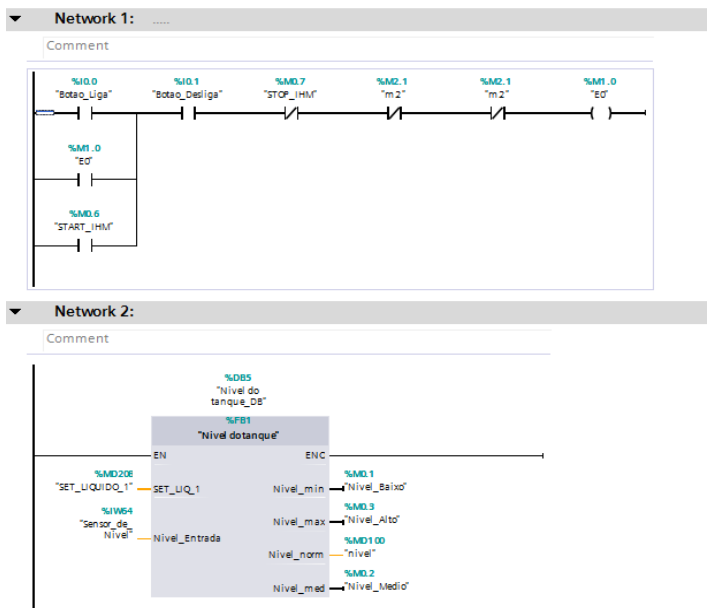 Network 1: .....
Comment
%I0.0 %I0.1 %M0.7 %M2.1 %M2.1 %M1.0
"Botao_Liga" "Botao_Desliga" "STOP_IHM" "m2" "m2" "E0"
%M1.0
"E0"
%M0.6
"START_IHM"
Network 2:
Comment
%DB5
"Nivel do
tanque_DB"
%FB1
"Nivel do tanque"
EN ENO
%MD208 %M0.1
"SET_LIQUIDO_1" SET_LIQ_1 Nivel_min "Nivel_Baixo"
%IW64 %M0.3
"Sensor_de_
Nivel" Nivel_Entrada Nivel_max "Nivel_Alto"
%MD100
Nivel_norm "nivel"
%M0.2
Nivel_med "Nivel_Medio"